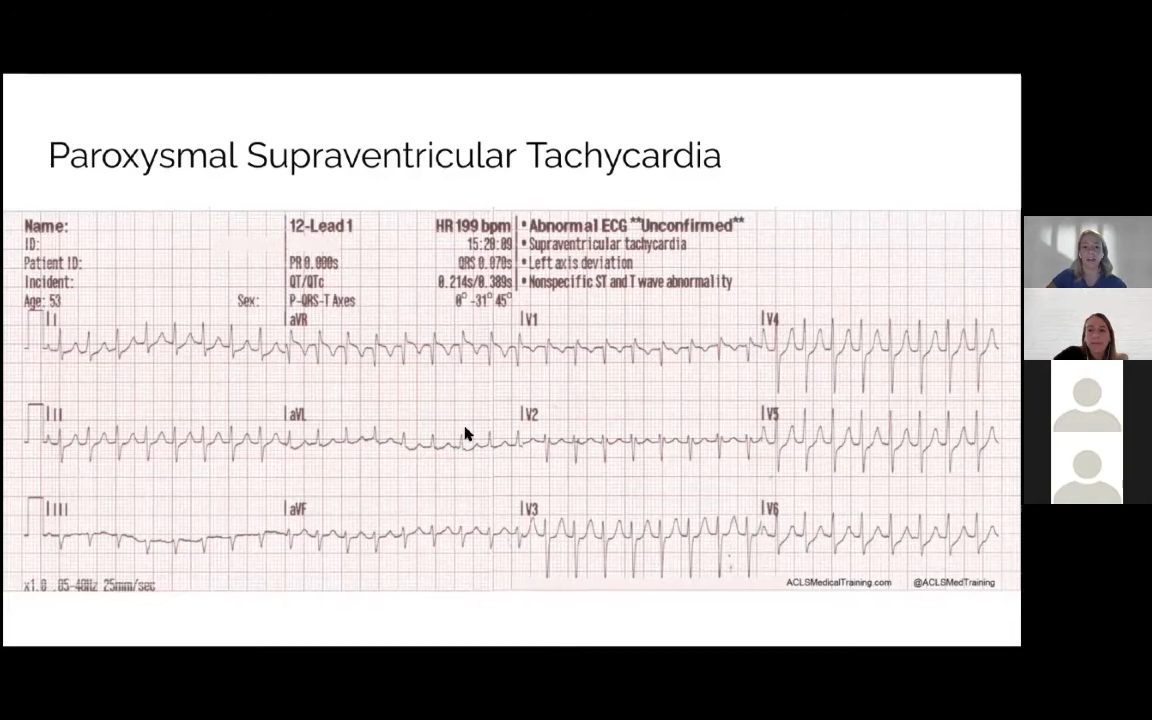 Paroxysmal Supraventricular Tachycardia
Name: 12-Lead 1 HR 199 bpm • Abnormal ECG **Unconfirmed**
ID: 15:20:09 • Supraventricular tachycardia
Patient ID: PR 0.000s QRS 0.070s • Left axis deviation
Incident: QT/QTc 0.214s/0.389s • Nonspecific ST and T wave abnormality
Age: 53 Sex: P-QRS-T Axes 0° -31° 45°
I aVR V1 V4
II aVL V2 V5
III aVF V3 V6
x1.0 .05-40Hz 25mm/sec ACLSMedicalTraining.com @ACLSMedTraining